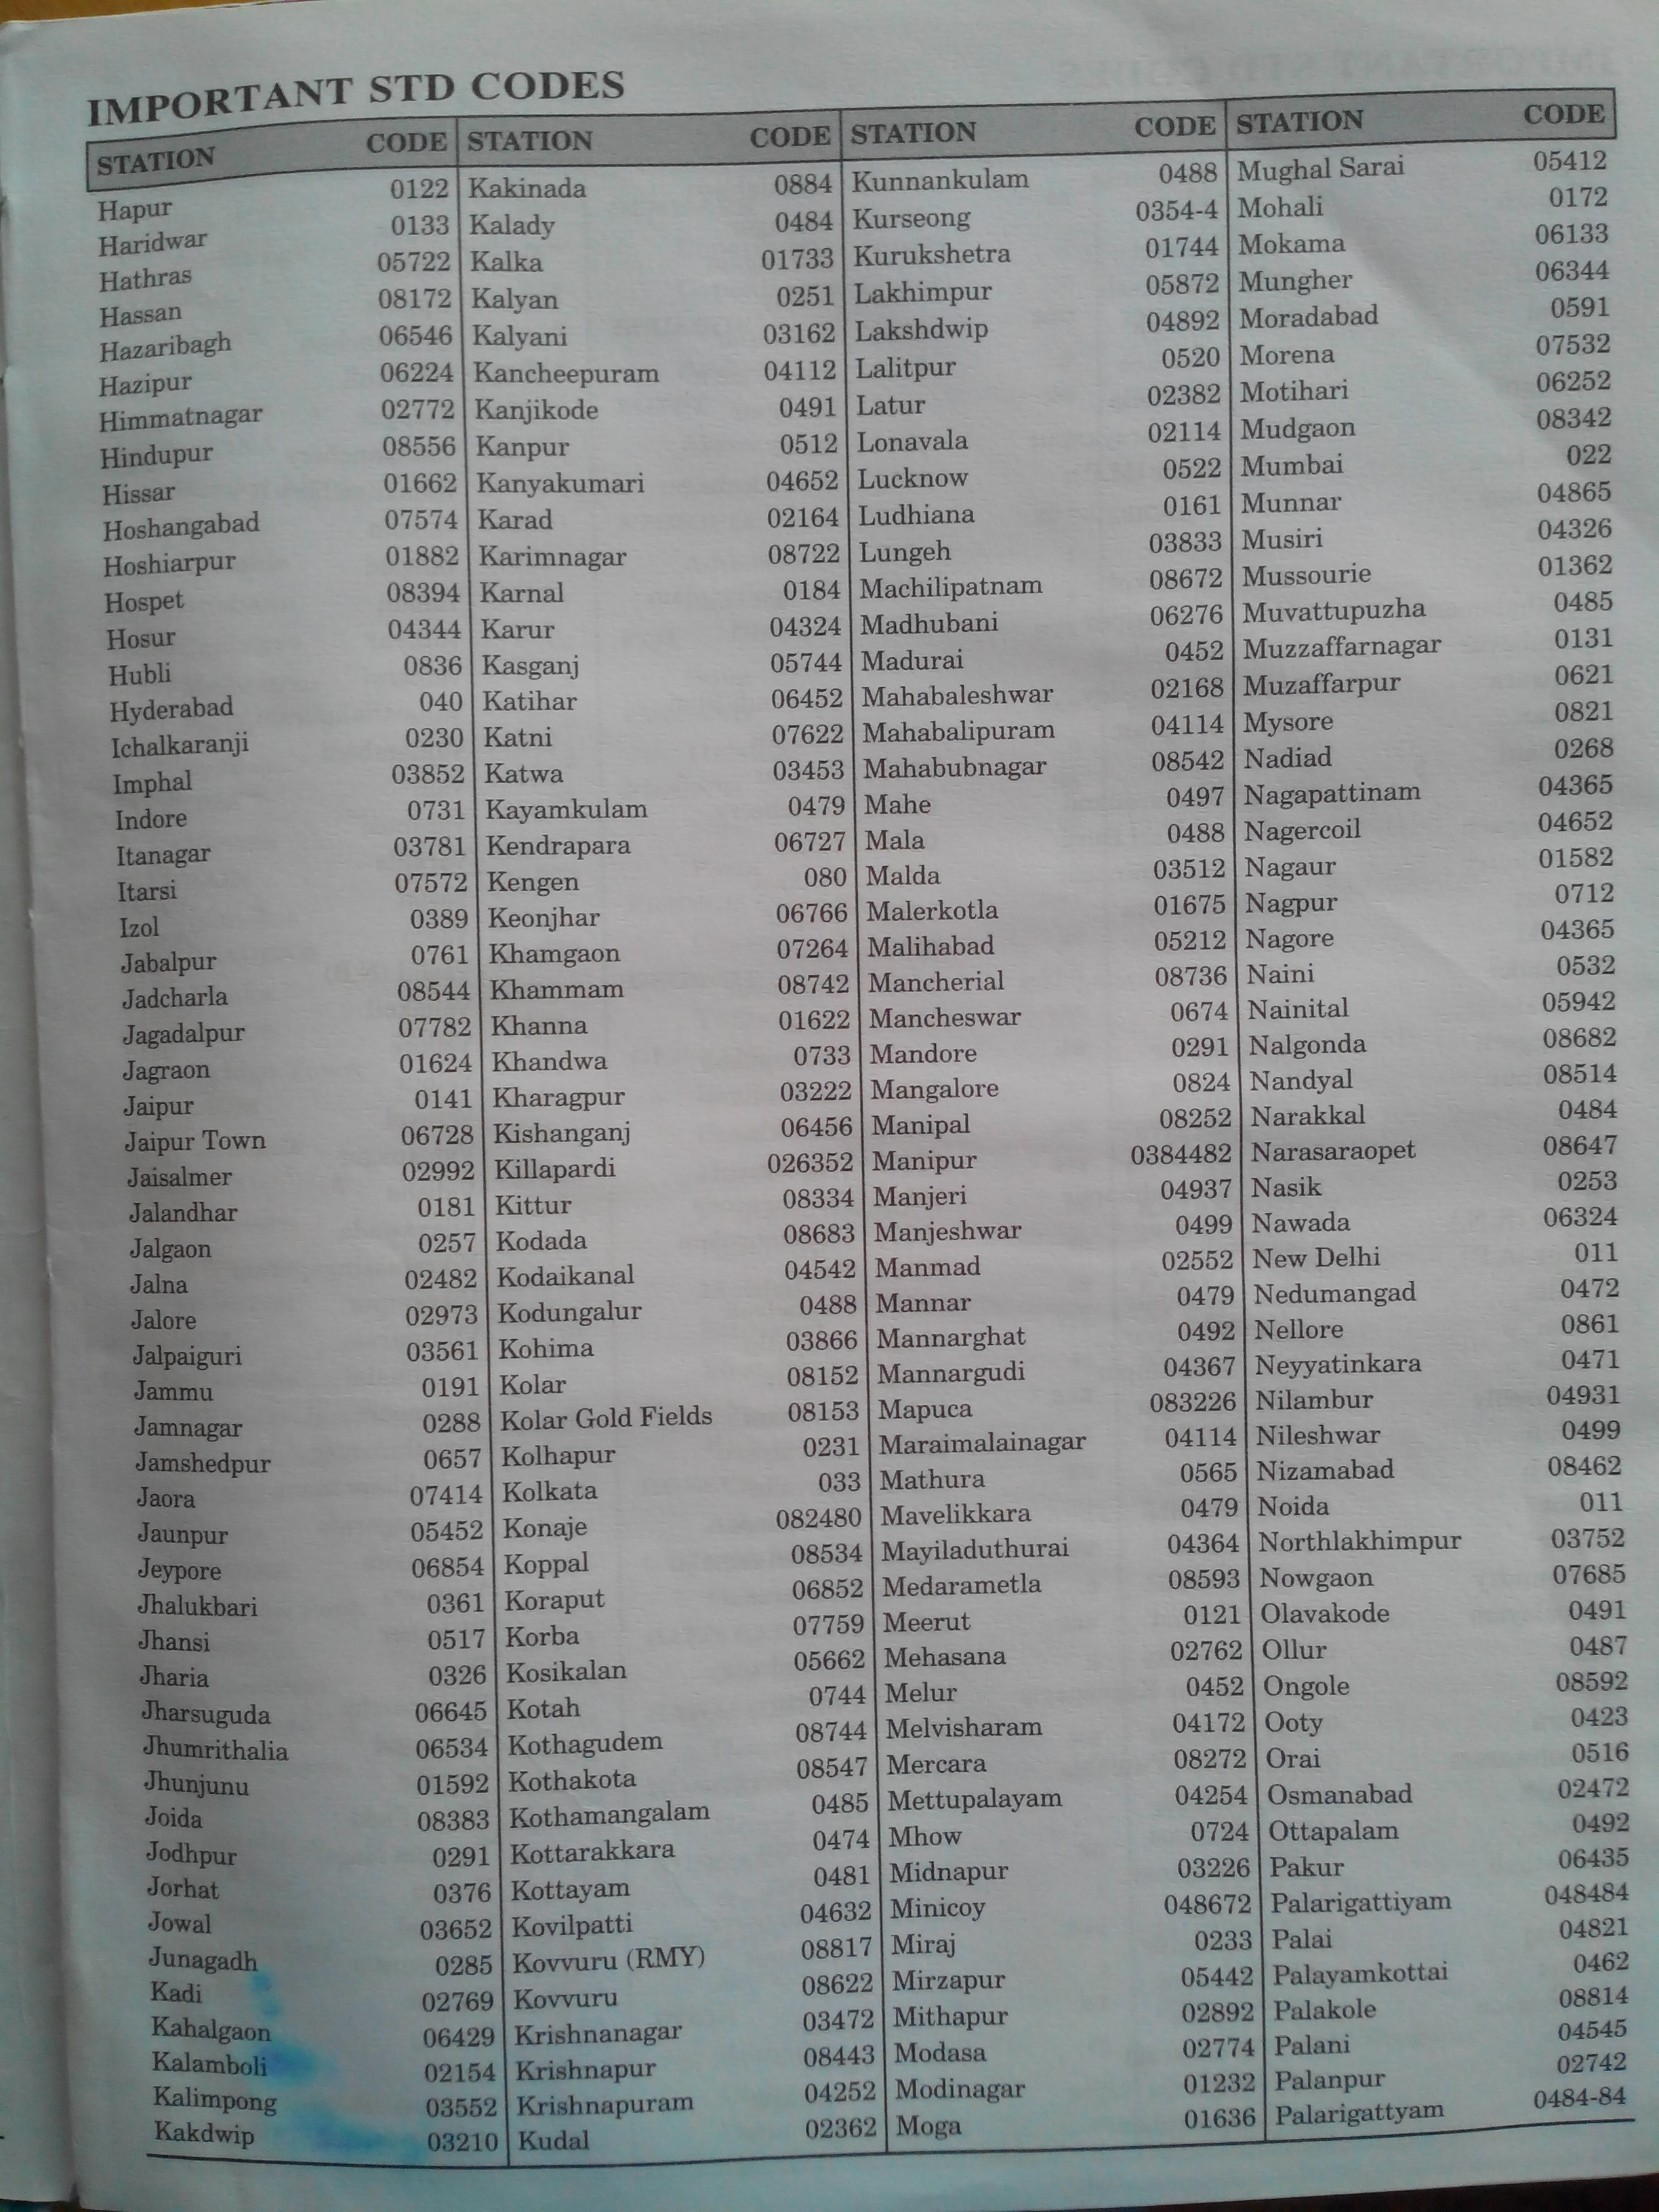 IMPORTANT STD CODES
STATION CODE STATION CODE STATION CODE STATION CODE
Hapur 0122 Kakinada 0884 Kunnankulam 0488 Mughal Sarai 05412
Haridwar 0133 Kalady 0484 Kurseong 0354-4 Mohali 0172
Hathras 05722 Kalka 01733 Kurukshetra 01744 Mokama 06133
Hassan 08172 Kalyan 0251 Lakhimpur 05872 Mungher 06344
Hazaribagh 06546 Kalyani 03162 Lakshdwip 04892 Moradabad 0591
Hazipur 06224 Kancheepuram 04112 Lalitpur 0520 Morena 07532
Himmatnagar 02772 Kanjikode 0491 Latur 02382 Motihari 06252
Hindupur 08556 Kanpur 0512 Lonavala 02114 Mudgaon 08342
Hissar 01662 Kanyakumari 04652 Lucknow 0522 Mumbai 022
Hoshangabad 07574 Karad 02164 Ludhiana 0161 Munnar 04865
Hoshiarpur 01882 Karimnagar 08722 Lungeh 03833 Musiri 04326
Hospet 08394 Karnal 0184 Machilipatnam 08672 Mussourie 01362
Hosur 04344 Karur 04324 Madhubani 06276 Muvattupuzha 0485
Hubli 0836 Kasganj 05744 Madurai 0452 Muzzaffarnagar 0131
Hyderabad 040 Katihar 06452 Mahabaleshwar 02168 Muzaffarpur 0621
Ichalkaranji 0230 Katni 07622 Mahabalipuram 04114 Mysore 0821
Imphal 03852 Katwa 03453 Mahabubnagar 08542 Nadiad 0268
Indore 0731 Kayamkulam 0479 Mahe 0497 Nagapattinam 04365
Itanagar 03781 Kendrapara 06727 Mala 0488 Nagercoil 04652
Itarsi 07572 Kengen 080 Malda 03512 Nagaur 01582
Izol 0389 Keonjhar 06766 Malerkotla 01675 Nagpur 0712
Jabalpur 0761 Khamgaon 07264 Malihabad 05212 Nagore 04365
Jadcharla 08544 Khammam 08742 Mancherial 08736 Naini 0532
Jagadalpur 07782 Khanna 01622 Mancheswar 0674 Nainital 05942
Jagraon 01624 Khandwa 0733 Mandore 0291 Nalgonda 08682
Jaipur 0141 Kharagpur 03222 Mangalore 0824 Nandyal 08514
Jaipur Town 06728 Kishanganj 06456 Manipal 08252 Narakkal 0484
Jaisalmer 02992 Killapardi 026352 Manipur 0384482 Narasaraopet 08647
Jalandhar 0181 Kittur 08334 Manjeri 04937 Nasik 0253
Jalgaon 0257 Kodada 08683 Manjeshwar 0499 Nawada 06324
Jalna 02482 Kodaikanal 04542 Manmad 02552 New Delhi 011
Jalore 02973 Kodungalur 0488 Mannar 0479 Nedumangad 0472
Jalpaiguri 03561 Kohima 03866 Mannarghat 0492 Nellore 0861
Jammu 0191 Kolar 08152 Mannargudi 04367 Neyyatinkara 0471
Jamnagar 0288 Kolar Gold Fields 08153 Mapuca 083226 Nilambur 04931
Jamshedpur 0657 Kolhapur 0231 Maraimalainagar 04114 Nileshwar 0499
Jaora 07414 Kolkata 033 Mathura 0565 Nizamabad 08462
Jaunpur 05452 Konaje 082480 Mavelikkara 0479 Noida 011
Jeypore 06854 Koppal 08534 Mayiladuthurai 04364 Northlakhimpur 03752
Jhalukbari 0361 Koraput 06852 Medarametla 08593 Nowgaon 07685
Jhansi 0517 Korba 07759 Meerut 0121 Olavakode 0491
Jharia 0326 Kosikalan 05662 Mehasana 02762 Ollur 0487
Jharsuguda 06645 Kotah 0744 Melur 0452 Ongole 08592
Jhumrithalia 06534 Kothagudem 08744 Melvisharam 04172 Ooty 0423
Jhunjunu 01592 Kothakota 08547 Mercara 08272 Orai 0516
Joida 08383 Kothamangalam 0485 Mettupalayam 04254 Osmanabad 02472
Jodhpur 0291 Kottarakkara 0474 Mhow 0724 Ottapalam 0492
Jorhat 0376 Kottayam 0481 Midnapur 03226 Pakur 06435
Jowal 03652 Kovilpatti 04632 Minicoy 048672 Palarigattiyam 048484
Junagadh 0285 Kovvuru (RMY) 08817 Miraj 0233 Palai 04821
Kadi 02769 Kovvuru 08622 Mirzapur 05442 Palayamkottai 0462
Kahalgaon 06429 Krishnanagar 03472 Mithapur 02892 Palakole 08814
Kalamboli 02154 Krishnapur 08443 Modasa 02774 Palani 04545
Kalimpong 03552 Krishnapuram 04252 Modinagar 01232 Palanpur 02742
Kakdwip 03210 Kudal 02362 Moga 01636 Palarigattyam 0484-84